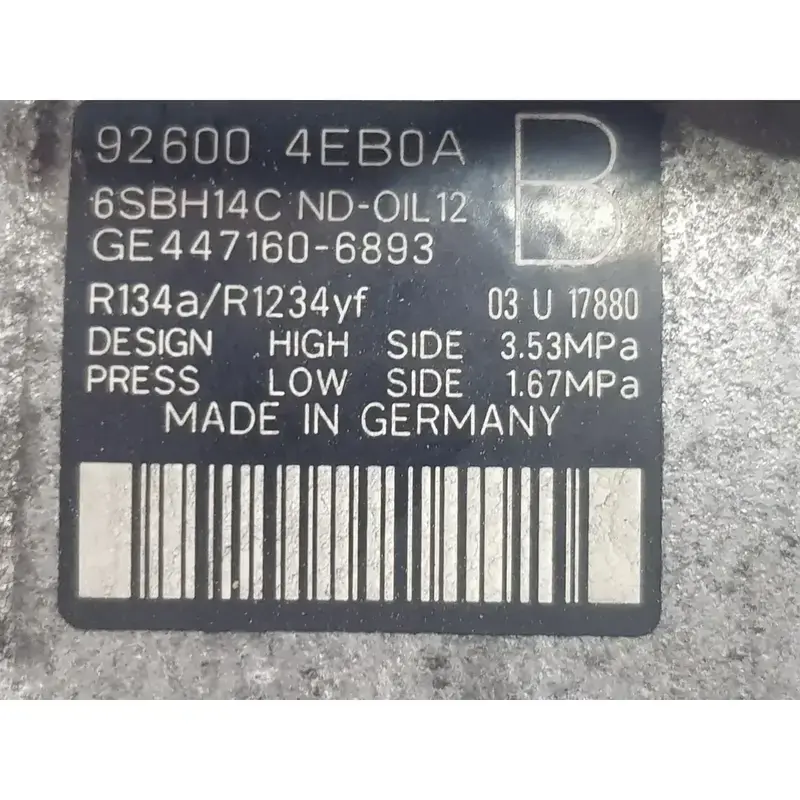 92600 4EB0A B
6SBH14C ND-OIL12
GE447160-6893
R134a/R1234yf 03 U 17880
DESIGN HIGH SIDE 3.53MPa
PRESS LOW SIDE 1.67MPa
MADE IN GERMANY